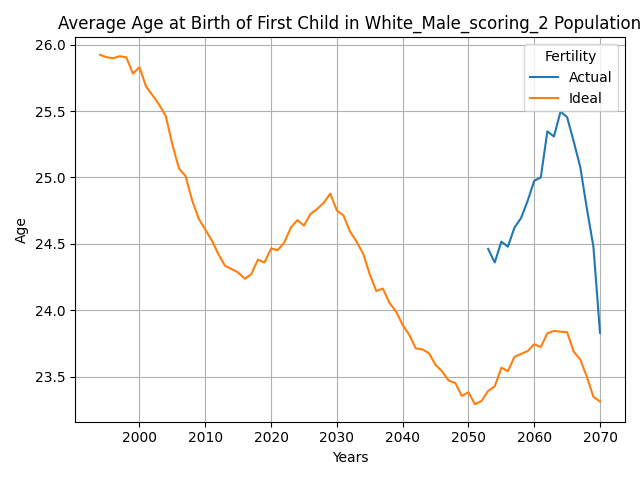 Average Age at Birth of First Child in White_Male_scoring_2 Population
26.0
25.5
25.0
24.5
24.0
23.5
Age
Fertility
Actual
Ideal
2000 2010 2020 2030 2040 2050 2060 2070
Years